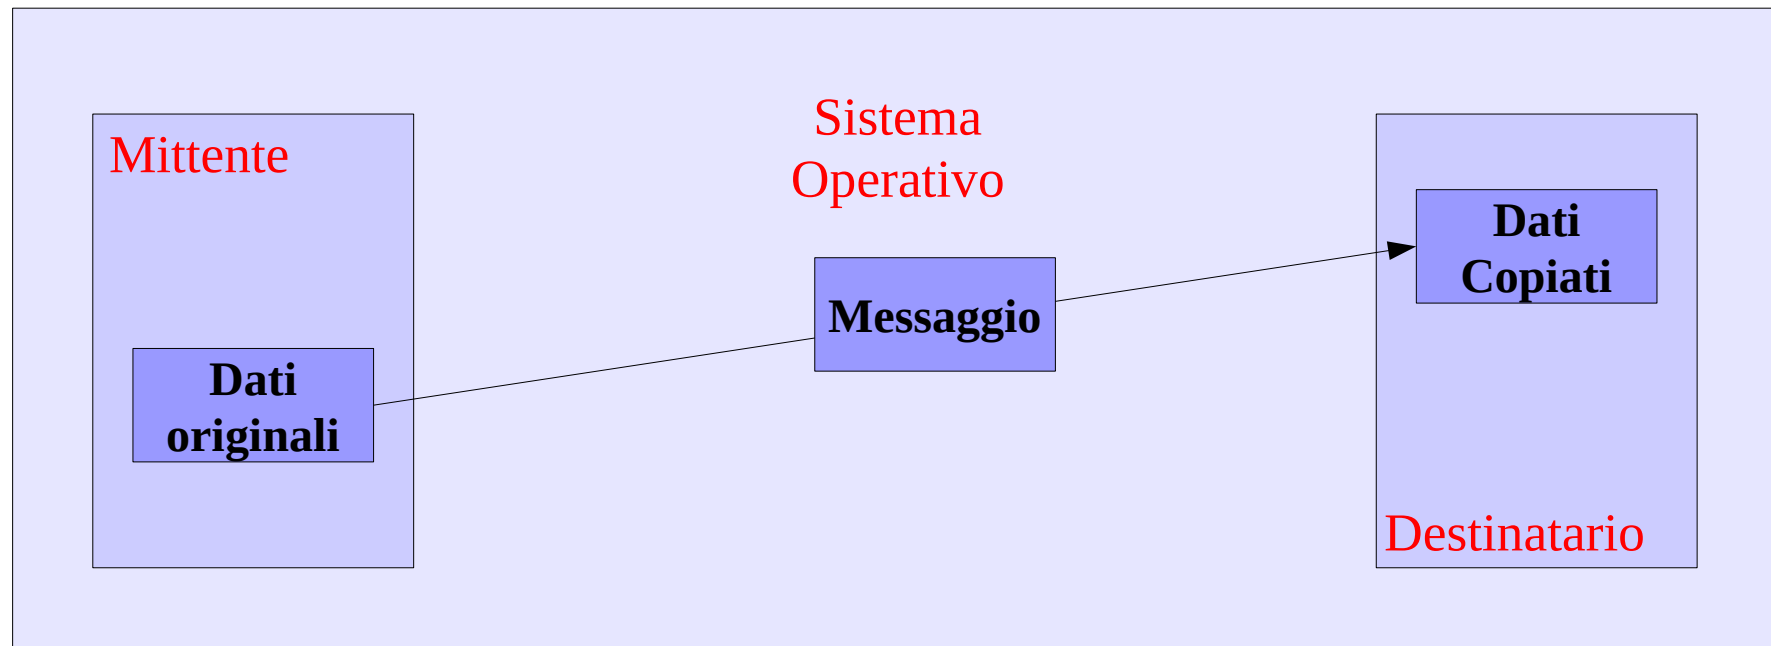 Mittente
Dati
originali
Sistema
Operativo
Messaggio
Dati
Copiati
Destinatario